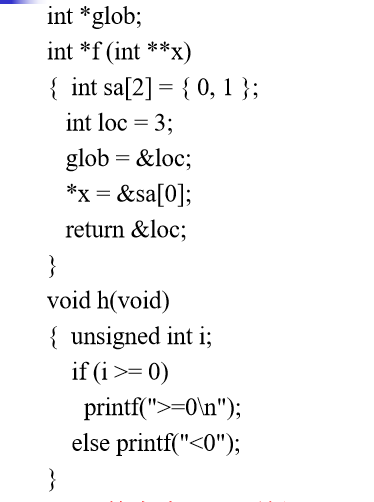 int *glob;
int *f (int **x)
{ int sa[2] = { 0, 1 };
int loc = 3;
glob = &loc;
*x = &sa[0];
return &loc;
}
void h(void)
{ unsigned int i;
if (i >= 0)
printf(">=0\n");
else printf("<0");
}